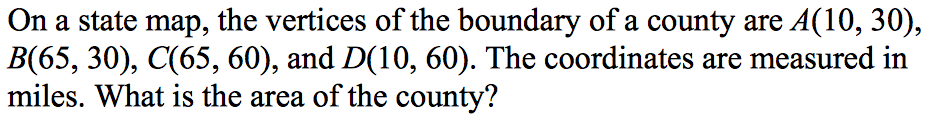 On a state map, the vertices of the boundary of a county are A(10, 30),
B(65, 30), C(65, 60), and D(10, 60). The coordinates are measured in
miles. What is the area of the county?